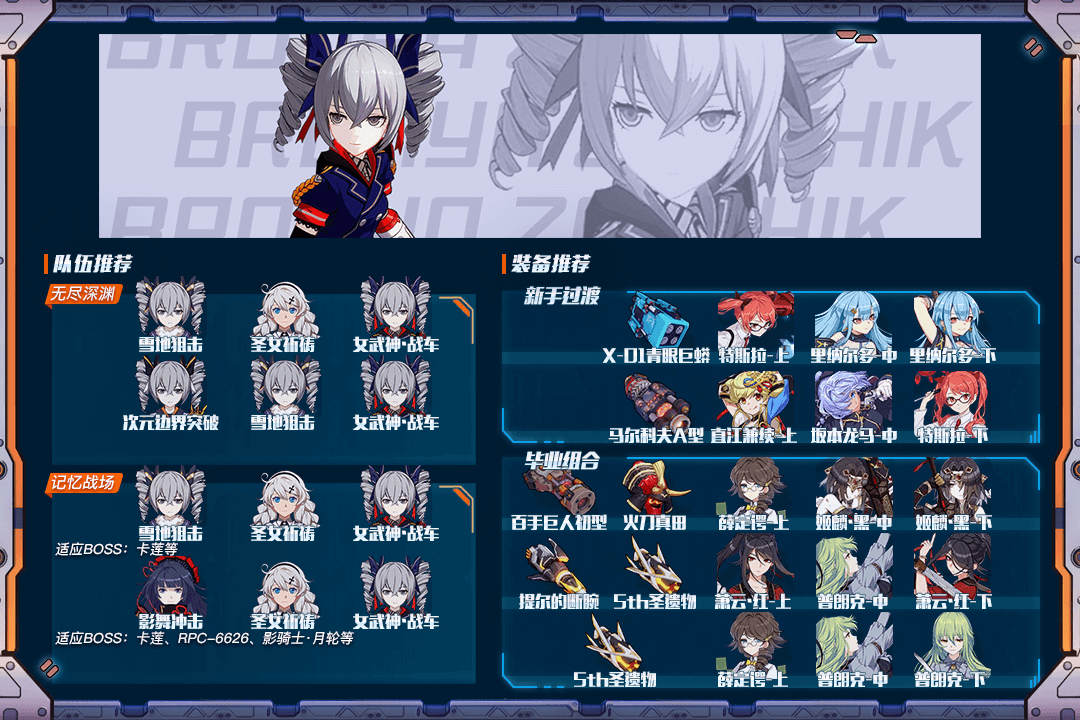 BRONYA ZAYCHIK
BRONYA ZAYCHIK
BRONYA ZAYCHIK
队伍推荐
无尽深渊
雪地狙击 圣女祈祷 女武神·战车
次元边界突破 雪地狙击 女武神·战车
记忆战场
雪地狙击 圣女祈祷 女武神·战车
适应BOSS：卡莲等
影舞冲击 圣女祈祷 女武神·战车
适应BOSS：卡莲、RPC-6626、影骑士·月轮等
装备推荐
新手过渡
X-01青眼巨蟒 特斯拉-上 里纳尔多-中 里纳尔多-下
马尔科夫A型 直江兼续-上 坂本龙马-中 特斯拉-下
毕业组合
百手巨人初型 火刀真田 薛定谔-上 姬麟·黑-中 姬麟·黑-下
提尔的断腕 5th圣遗物 萧云·红-上 普朗克-中 萧云·红-下
5th圣遗物 薛定谔-上 普朗克-中 普朗克-下